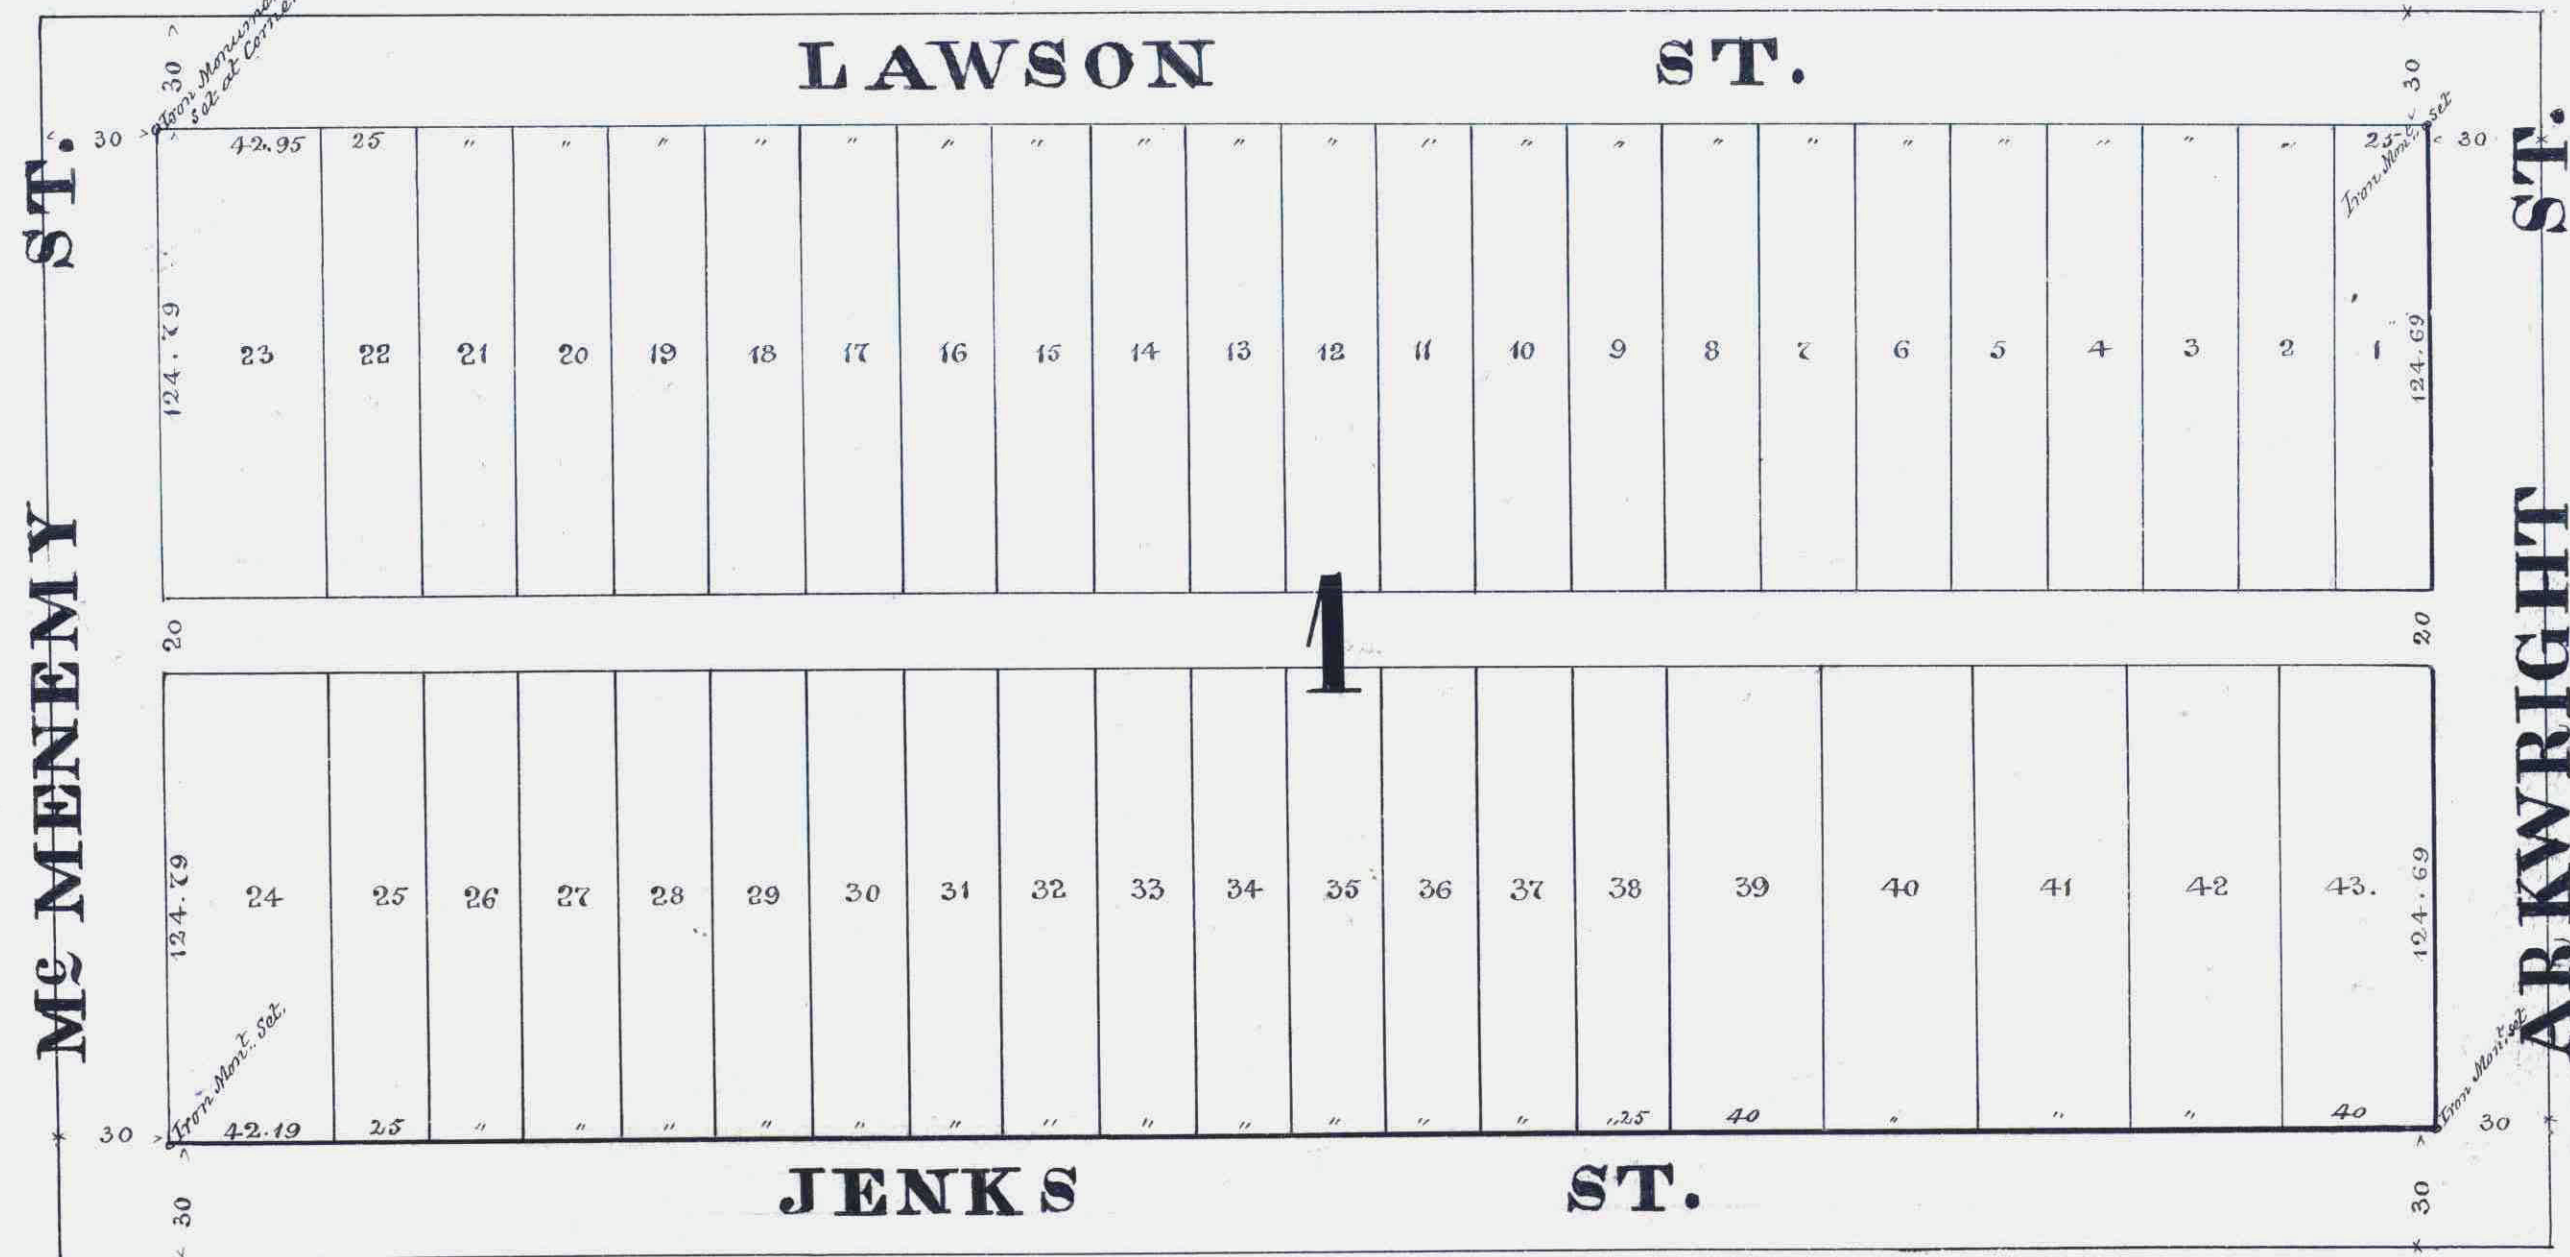 LAWSON ST.
30
30
Iron Monume
set at Corne
30 42.95 25 " " " " " " " " " " " " " " " " " " " " 25 30
Iron Mont. set
Mc MENEMY ST.
ARKWRIGHT ST.
124.79
23 22 21 20 19 18 17 16 15 14 13 12 11 10 9 8 7 6 5 4 3 2 1
124.69
20
1
20
124.79
24 25 26 27 28 29 30 31 32 33 34 35 36 37 38 39 40 41 42 43.
124.69
Iron Mont. Set.
Iron Mont. set
30 42.19 25 " " " " " " " " " " " " "25 40 " " " 40 30
JENKS ST.
30
30